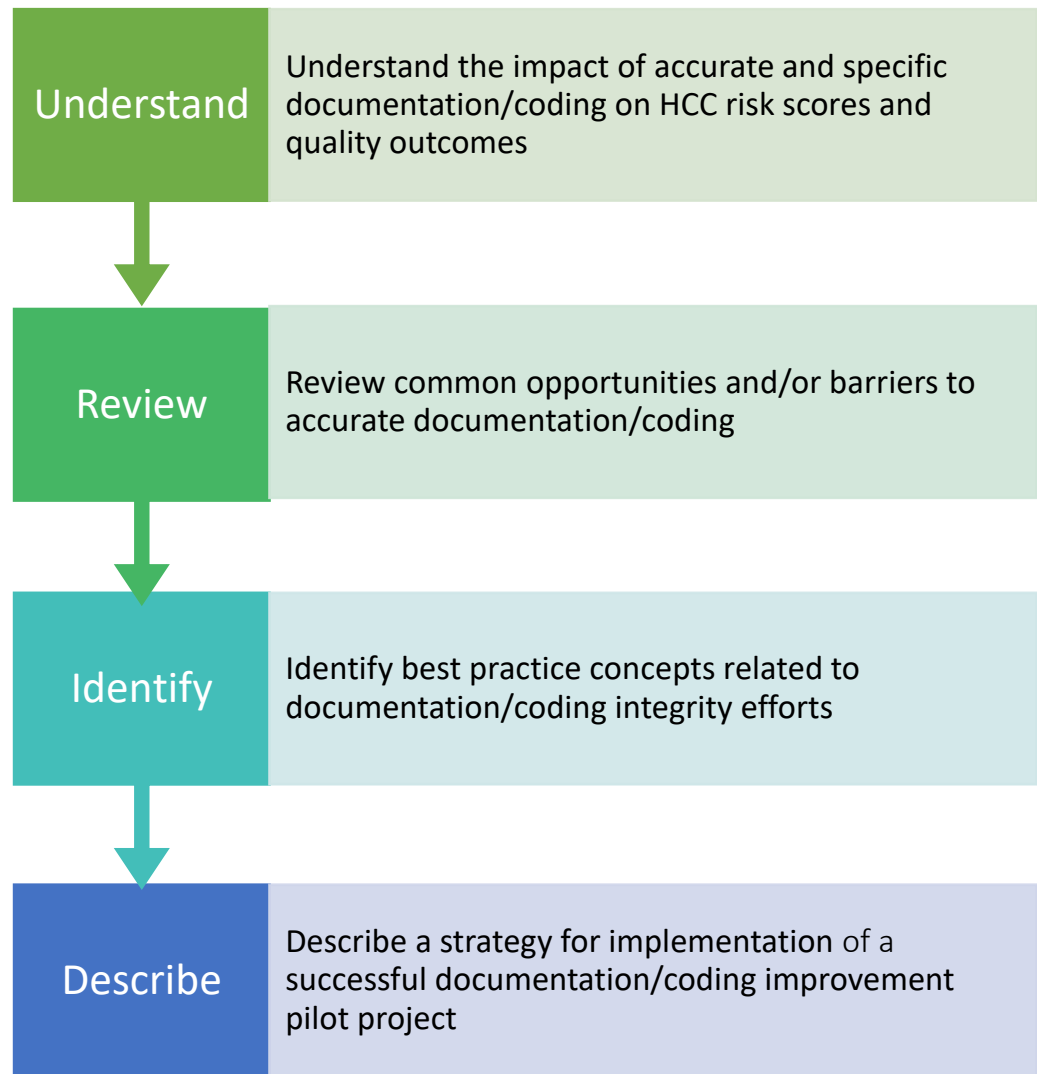 Understand
Understand the impact of accurate and specific
documentation/coding on HCC risk scores and
quality outcomes
Review
Review common opportunities and/or barriers to
accurate documentation/coding
Identify
Identify best practice concepts related to
documentation/coding integrity efforts
Describe
Describe a strategy for implementation of a
successful documentation/coding improvement
pilot project